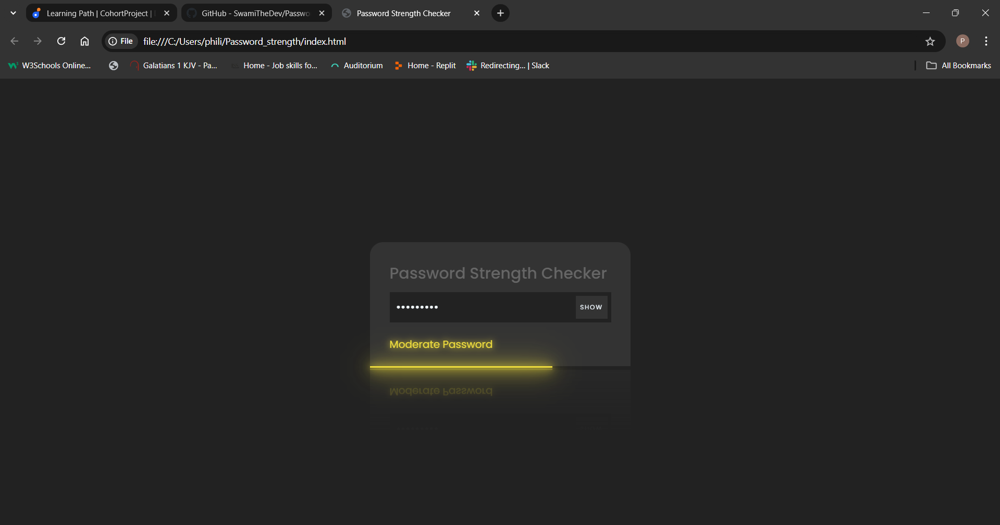 Learning Path | CohortProject |
GitHub - SwamiTheDev/Passwo
Password Strength Checker
File
file:///C:/Users/phili/Password_strength/index.html
P
W3Schools Online...
Galatians 1 KJV - Pa...
Home - Job skills fo...
Auditorium
Home - Replit
Redirecting... | Slack
All Bookmarks
Password Strength Checker
•••••••••
SHOW
Moderate Password
Moderate Password